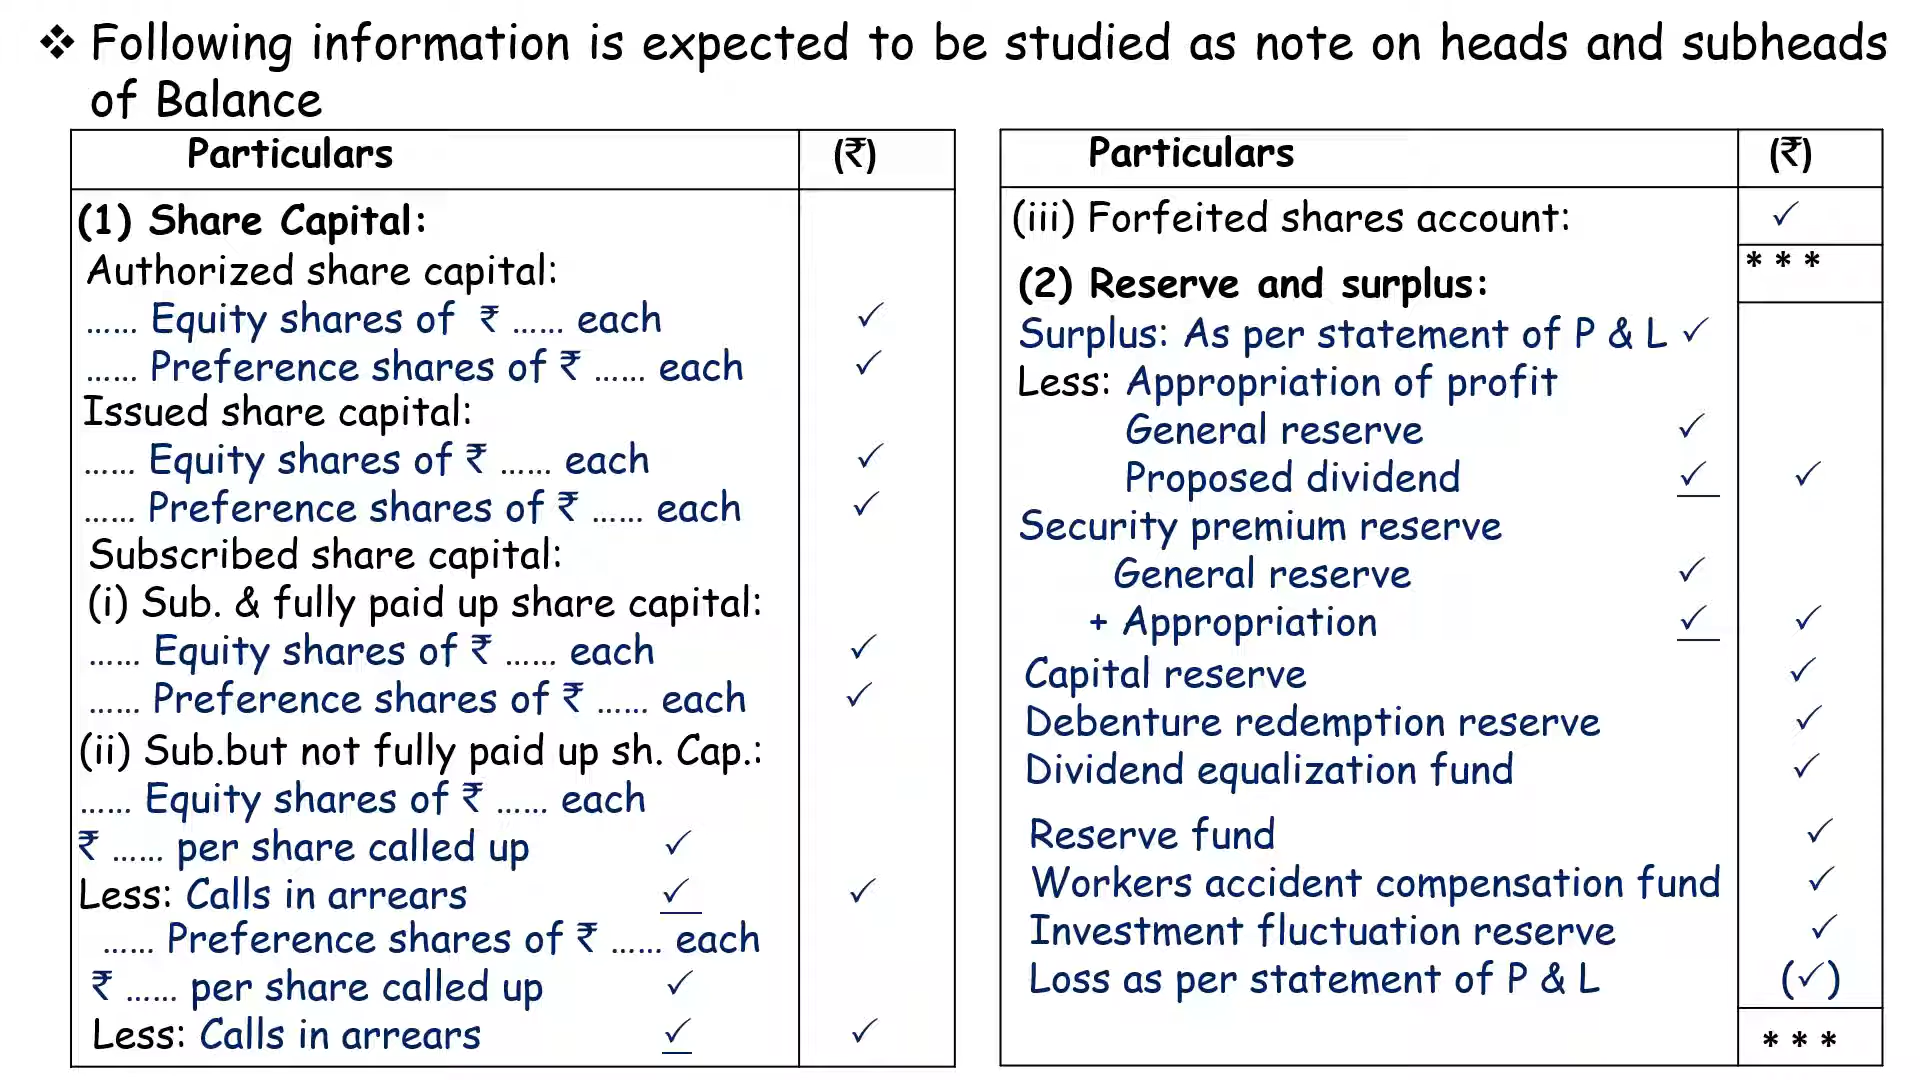 ❖ Following information is expected to be studied as note on heads and subheads
of Balance
Particulars (₹)
(1) Share Capital:
Authorized share capital:
...... Equity shares of ₹ ...... each ✓
...... Preference shares of ₹ ...... each ✓
Issued share capital:
...... Equity shares of ₹ ...... each ✓
...... Preference shares of ₹ ...... each ✓
Subscribed share capital:
(i) Sub. & fully paid up share capital:
...... Equity shares of ₹ ...... each ✓
...... Preference shares of ₹ ...... each ✓
(ii) Sub.but not fully paid up sh. Cap.:
...... Equity shares of ₹ ...... each
₹ ...... per share called up ✓
Less: Calls in arrears ✓ ✓
...... Preference shares of ₹ ...... each
₹ ...... per share called up ✓
Less: Calls in arrears ✓ ✓
Particulars (₹)
(iii) Forfeited shares account: ✓
* * *
(2) Reserve and surplus:
Surplus: As per statement of P & L ✓
Less: Appropriation of profit
General reserve ✓
Proposed dividend ✓ ✓
Security premium reserve
General reserve ✓
+ Appropriation ✓ ✓
Capital reserve ✓
Debenture redemption reserve ✓
Dividend equalization fund ✓
Reserve fund ✓
Workers accident compensation fund ✓
Investment fluctuation reserve ✓
Loss as per statement of P & L (✓)
* * *